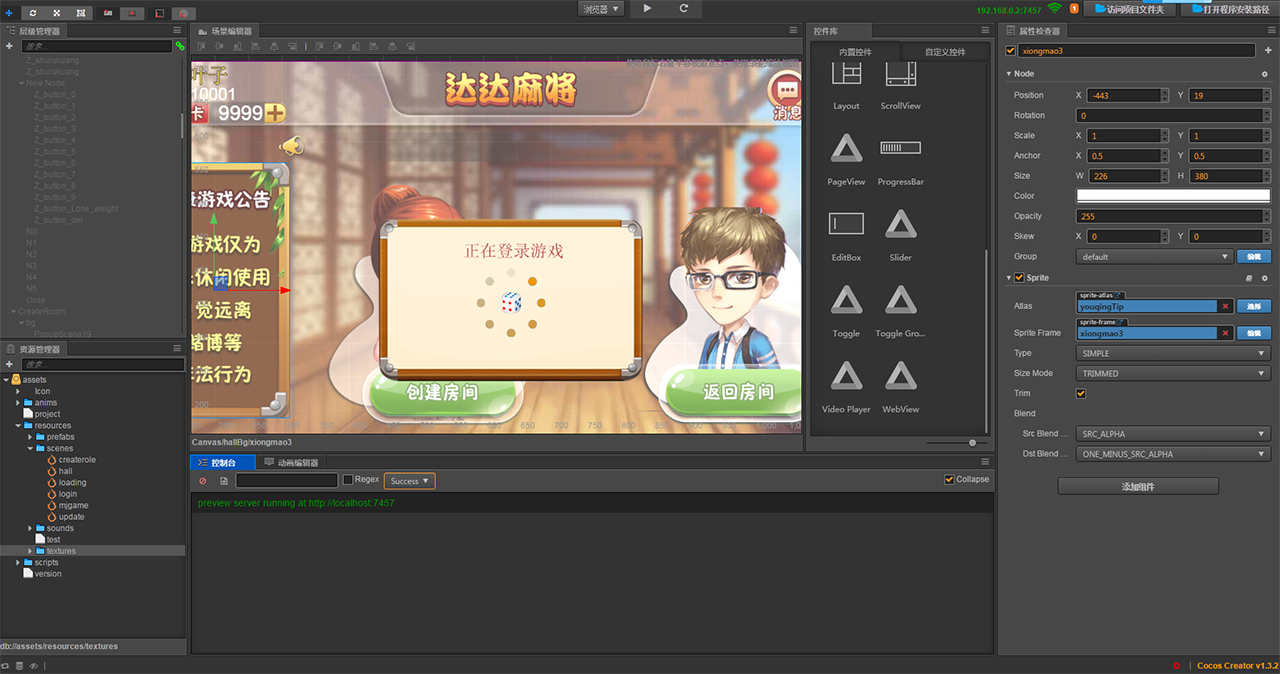 浏览器
192.168.0.2:7457
1
访问项目文件夹
打开程序安装路径
层级管理器
搜索...
Z_shurukuang
Z_shurukuang
New Node
Z_button_0
Z_button_1
Z_button_2
Z_button_3
Z_button_4
Z_button_5
Z_button_6
Z_button_7
Z_button_8
Z_button_9
Z_button_Lose_weight
Z_button_del
N0
N1
N2
N3
N4
N5
close
CreateRoom
bg
PopupScene19
资源管理器
搜索...
assets
icon
anims
project
resources
prefabs
scenes
createrole
hall
loading
login
mjgame
update
sounds
test
textures
scripts
version
db://assets/resources/textures
场景编辑器
达达麻将
10001
卡 9999
消息
游戏公告
游戏仅为
休闲使用
觉远离
赌博等
法行为
正在登录游戏
创建房间
返回房间
Canvas/hallBg/xiongmao3
控制台
动画编辑器
Regex
Success
Collapse
preview server running at http://localhost:7457
控件库
内置控件
自定义控件
Layout
ScrollView
PageView
ProgressBar
EditBox
Slider
Toggle
Toggle Gro...
Video Player
WebView
属性检查器
xiongmao3
Node
Position X -443 Y 19
Rotation 0
Scale X 1 Y 1
Anchor X 0.5 Y 0.5
Size W 226 H 380
Color
Opacity 255
Skew X 0 Y 0
Group default 编辑
Sprite
sprite-atlas
Atlas youqingTip 选择
sprite-frame
Sprite Frame xiongmao3 编辑
Type SIMPLE
Size Mode TRIMMED
Trim
Blend
Src Blend ... SRC_ALPHA
Dst Blend ... ONE_MINUS_SRC_ALPHA
添加组件
Cocos Creator v1.3.2